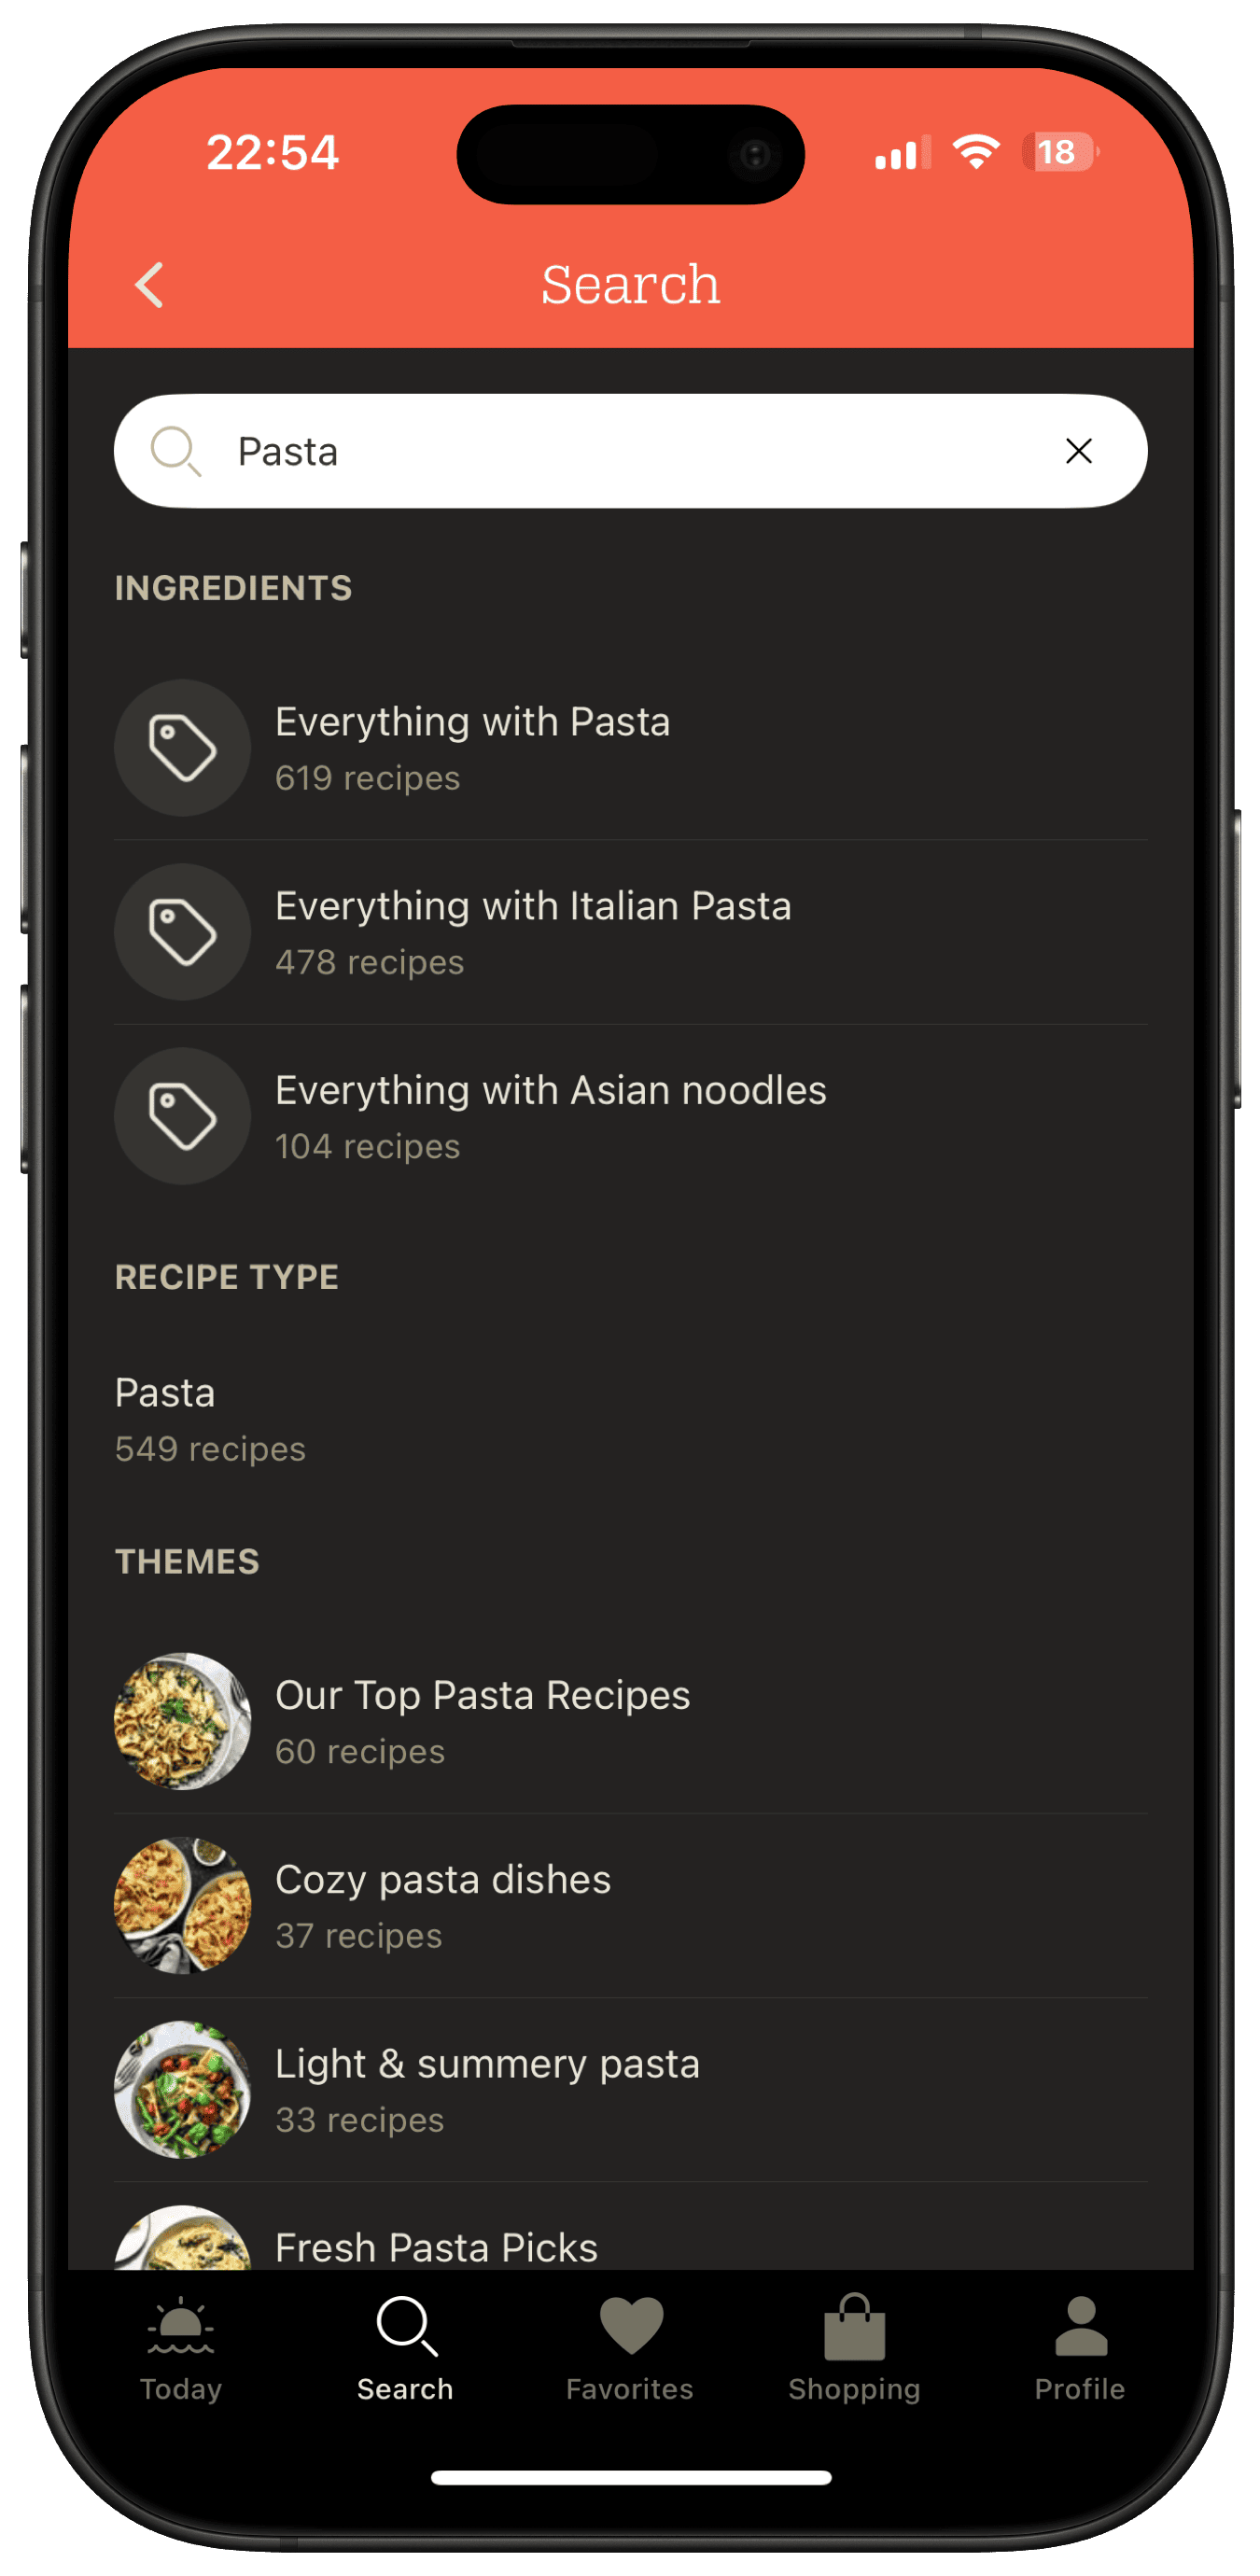 22:54
18
Search
Pasta
INGREDIENTS
Everything with Pasta
619 recipes
Everything with Italian Pasta
478 recipes
Everything with Asian noodles
104 recipes
RECIPE TYPE
Pasta
549 recipes
THEMES
Our Top Pasta Recipes
60 recipes
Cozy pasta dishes
37 recipes
Light & summery pasta
33 recipes
Fresh Pasta Picks
Today
Search
Favorites
Shopping
Profile